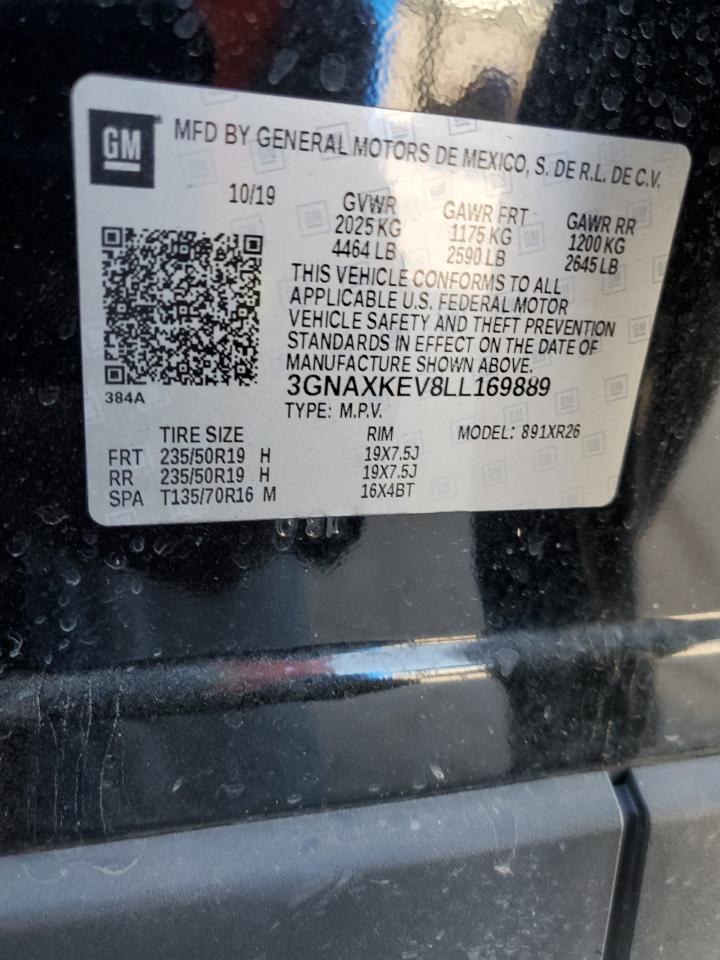 GM
MFD BY GENERAL MOTORS DE MEXICO, S. DE R.L. DE C.V.
10/19 GVWR GAWR FRT GAWR RR
2025 KG 1175 KG 1200 KG
4464 LB 2590 LB 2645 LB
THIS VEHICLE CONFORMS TO ALL
APPLICABLE U.S. FEDERAL MOTOR
VEHICLE SAFETY AND THEFT PREVENTION
STANDARDS IN EFFECT ON THE DATE OF
MANUFACTURE SHOWN ABOVE.
384A
3GNAXKEV8LL169889
TYPE: M.P.V.
TIRE SIZE RIM MODEL: 891XR26
FRT 235/50R19 H 19X7.5J
RR 235/50R19 H 19X7.5J
SPA T135/70R16 M 16X4BT